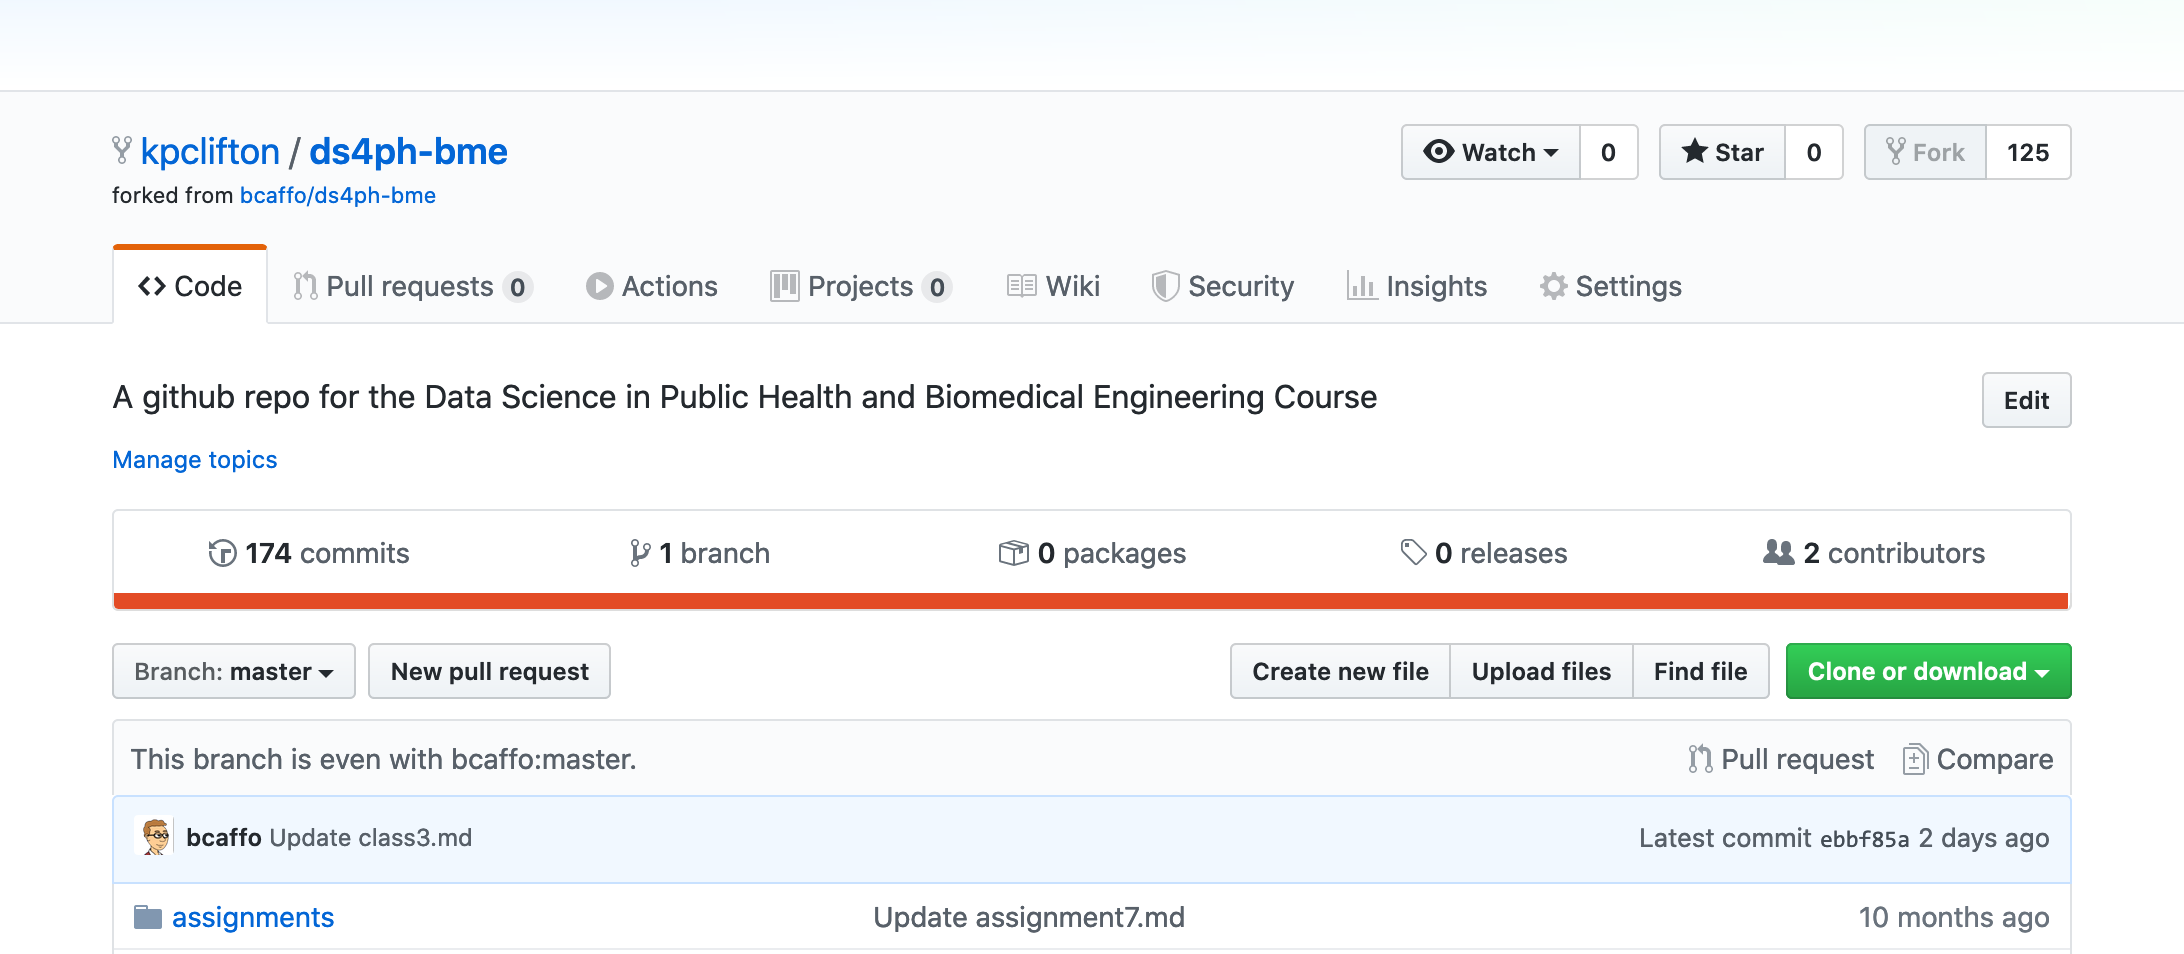 kpclifton / ds4ph-bme
Watch 0 Star 0 Fork 125
forked from bcaffo/ds4ph-bme
Code Pull requests 0 Actions Projects 0 Wiki Security Insights Settings
A github repo for the Data Science in Public Health and Biomedical Engineering Course
Edit
Manage topics
174 commits 1 branch 0 packages 0 releases 2 contributors
Branch: master New pull request Create new file Upload files Find file Clone or download
This branch is even with bcaffo:master. Pull request Compare
bcaffo Update class3.md Latest commit ebbf85a 2 days ago
assignments Update assignment7.md 10 months ago